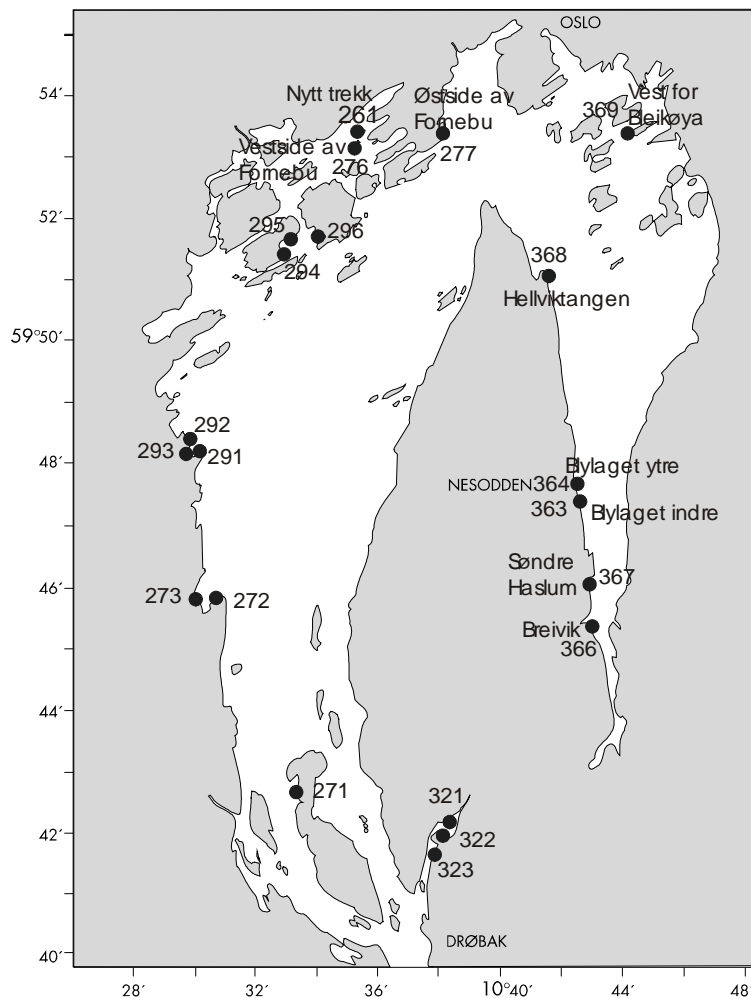 OSLO
54′
Nytt trekk
261
Østside av
Fornebu
277
369
Vest for
Bleikøya
Vestside av
Fornebu
276
52′
295
296
294
368
Hellviktangen
59°50′
292
293
291
48′
Blylaget ytre
NESODDEN
364
363
Blylaget indre
Søndre
Haslum
367
46′
273
272
Breivik
366
44′
271
321
42′
322
323
DRØBAK
40′
28′
32′
36′
10°40′
44′
48